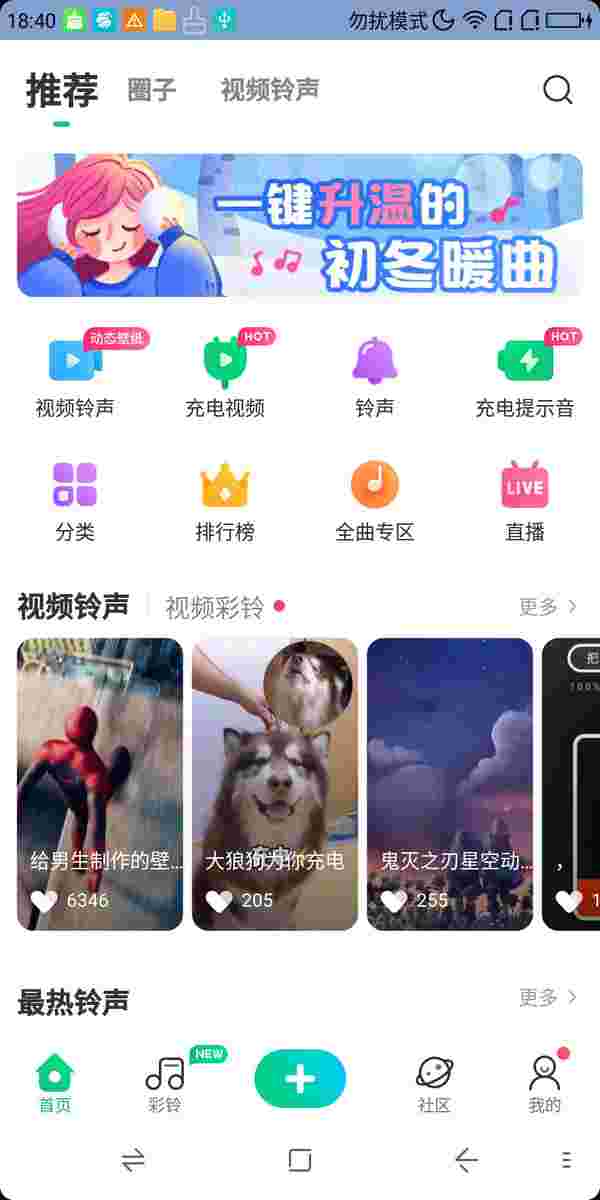 18:40 勿扰模式
推荐 圈子 视频铃声
一键升温的
初冬暖曲
动态壁纸 HOT HOT
视频铃声 充电视频 铃声 充电提示音
LIVE
分类 排行榜 全曲专区 直播
视频铃声 视频彩铃 更多
把
100%
给男生制作的壁... 大狼狗为你充电 鬼灭之刃星空动... ，
6346 205 255 1
最热铃声 更多
NEW
首页 彩铃 社区 我的